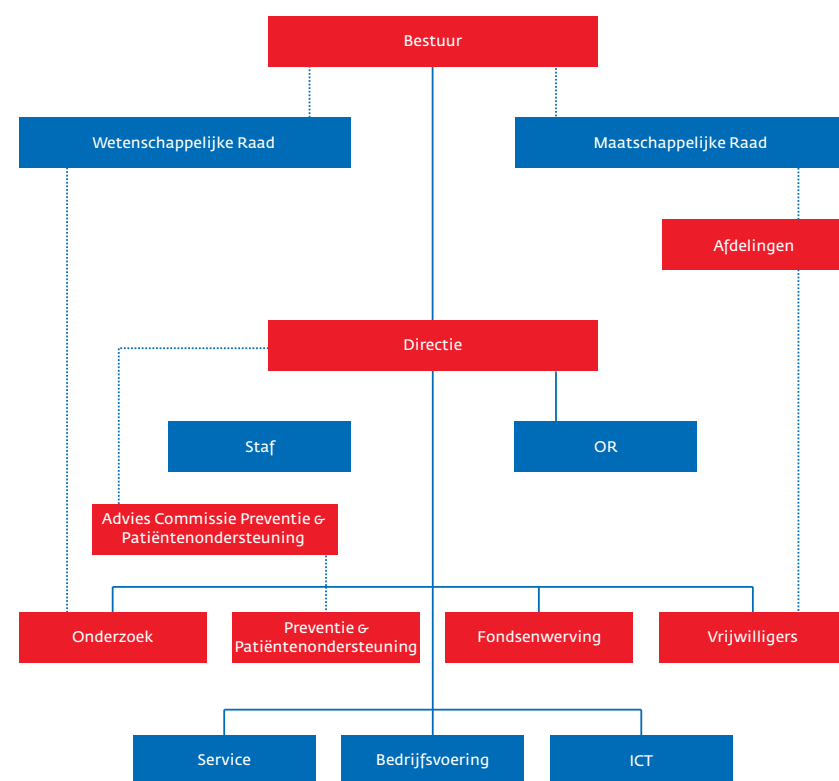 Bestuur
Wetenschappelijke Raad
Maatschappelijke Raad
Afdelingen
Directie
Staf
OR
Advies Commissie Preventie &
Patiëntenondersteuning
Onderzoek
Preventie &
Patiëntenondersteuning
Fondsenwerving
Vrijwilligers
Service
Bedrijfsvoering
ICT